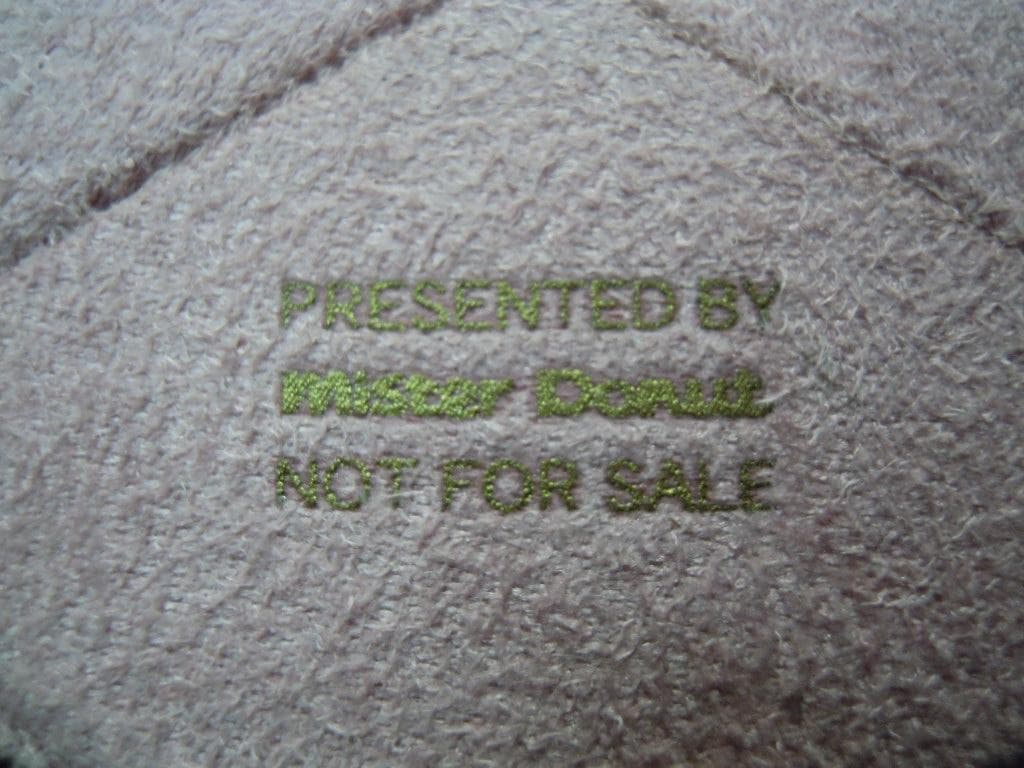 PRESENTED BY
Mister Donut
NOT FOR SALE